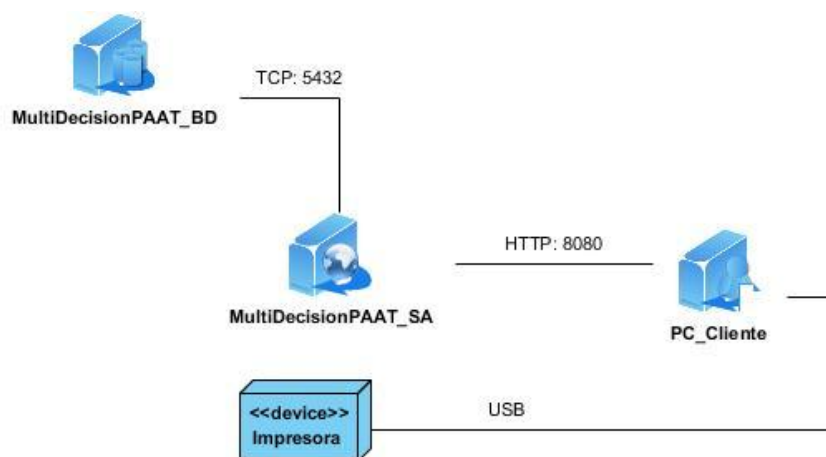 TCP: 5432
MultiDecisionPAAT_BD
HTTP: 8080
MultiDecisionPAAT_SA
PC_Cliente
<<device>>
Impresora
USB